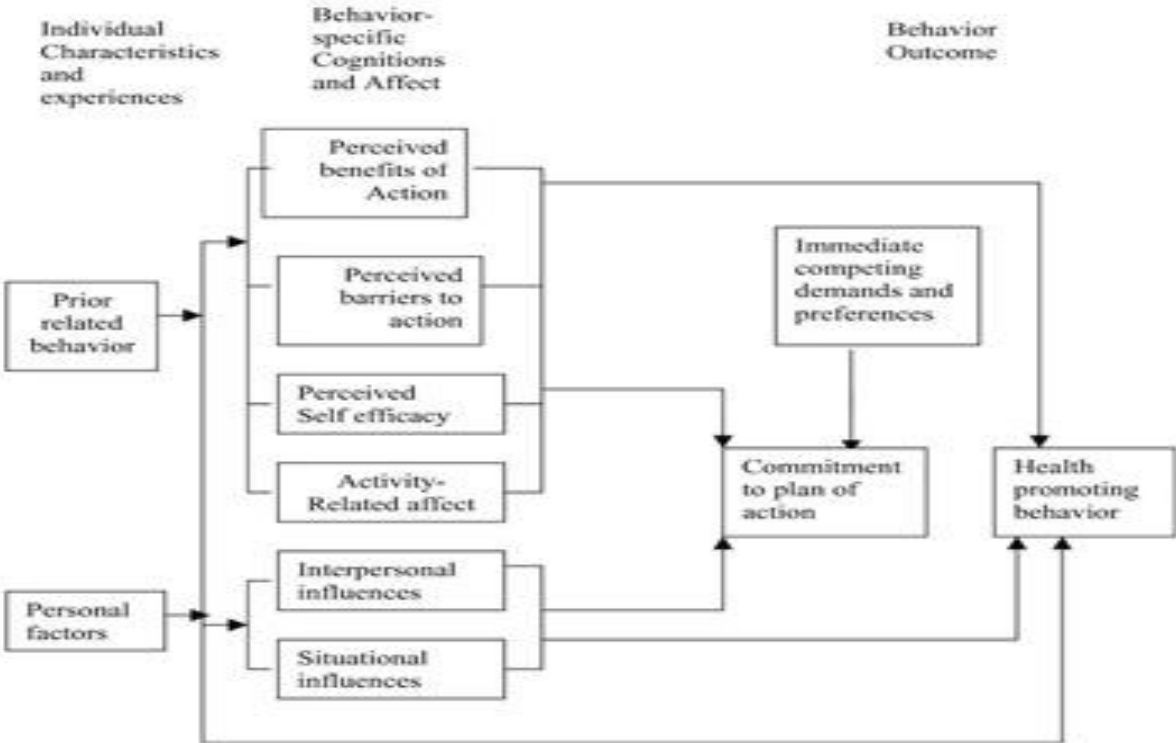 Individual
Characteristics
and
experiences
Behavior-
specific
Cognitions
and Affect
Behavior
Outcome
Perceived
benefits of
Action
Immediate
competing
demands and
preferences
Perceived
barriers to
action
Prior
related
behavior
Perceived
Self efficacy
Activity-
Related affect
Commitment
to plan of
action
Health
promoting
behavior
Interpersonal
influences
Personal
factors
Situational
influences